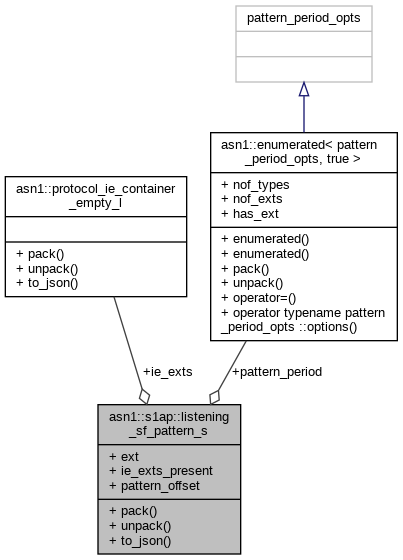 pattern_period_opts
asn1::enumerated< pattern
_period_opts, true >
+ nof_types
+ nof_exts
+ has_ext
+ enumerated()
+ enumerated()
+ pack()
+ unpack()
+ operator=()
+ operator typename pattern
_period_opts ::options()
asn1::protocol_ie_container
_empty_l
+ pack()
+ unpack()
+ to_json()
+ie_exts
+pattern_period
asn1::s1ap::listening
_sf_pattern_s
+ ext
+ ie_exts_present
+ pattern_offset
+ pack()
+ unpack()
+ to_json()